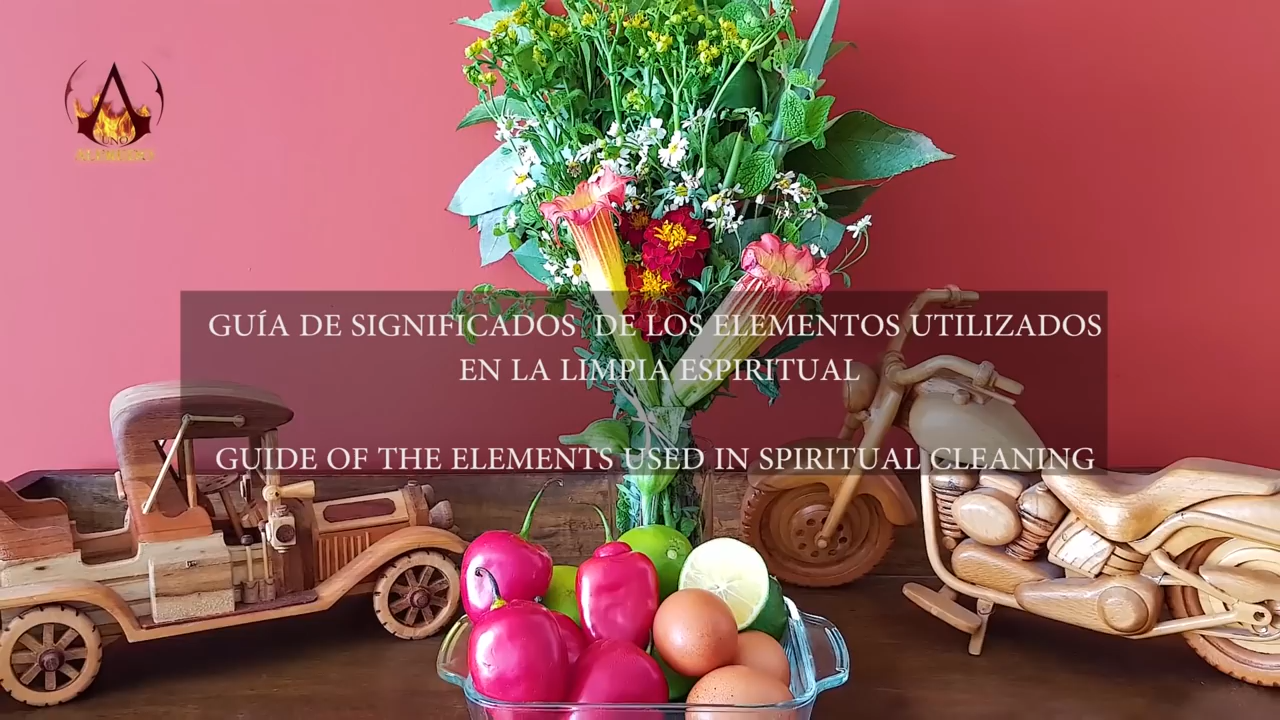 UNO
GUÍA DE SIGNIFICADOS DE LOS ELEMENTOS UTILIZADOS
EN LA LIMPIA ESPIRITUAL
GUIDE OF THE ELEMENTS USED IN SPIRITUAL CLEANING